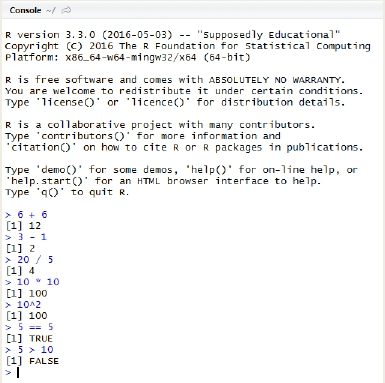 Console ~/
R version 3.3.0 (2016-05-03) -- "Supposedly Educational"
Copyright (C) 2016 The R Foundation for Statistical Computing
Platform: x86_64-w64-mingw32/x64 (64-bit)
R is free software and comes with ABSOLUTELY NO WARRANTY.
You are welcome to redistribute it under certain conditions.
Type 'license()' or 'licence()' for distribution details.
R is a collaborative project with many contributors.
Type 'contributors()' for more information and
'citation()' on how to cite R or R packages in publications.
Type 'demo()' for some demos, 'help()' for on-line help, or
'help.start()' for an HTML browser interface to help.
Type 'q()' to quit R.
> 6 + 6
[1] 12
> 3 - 1
[1] 2
> 20 / 5
[1] 4
> 10 * 10
[1] 100
> 10^2
[1] 100
> 5 == 5
[1] TRUE
> 5 > 10
[1] FALSE
>